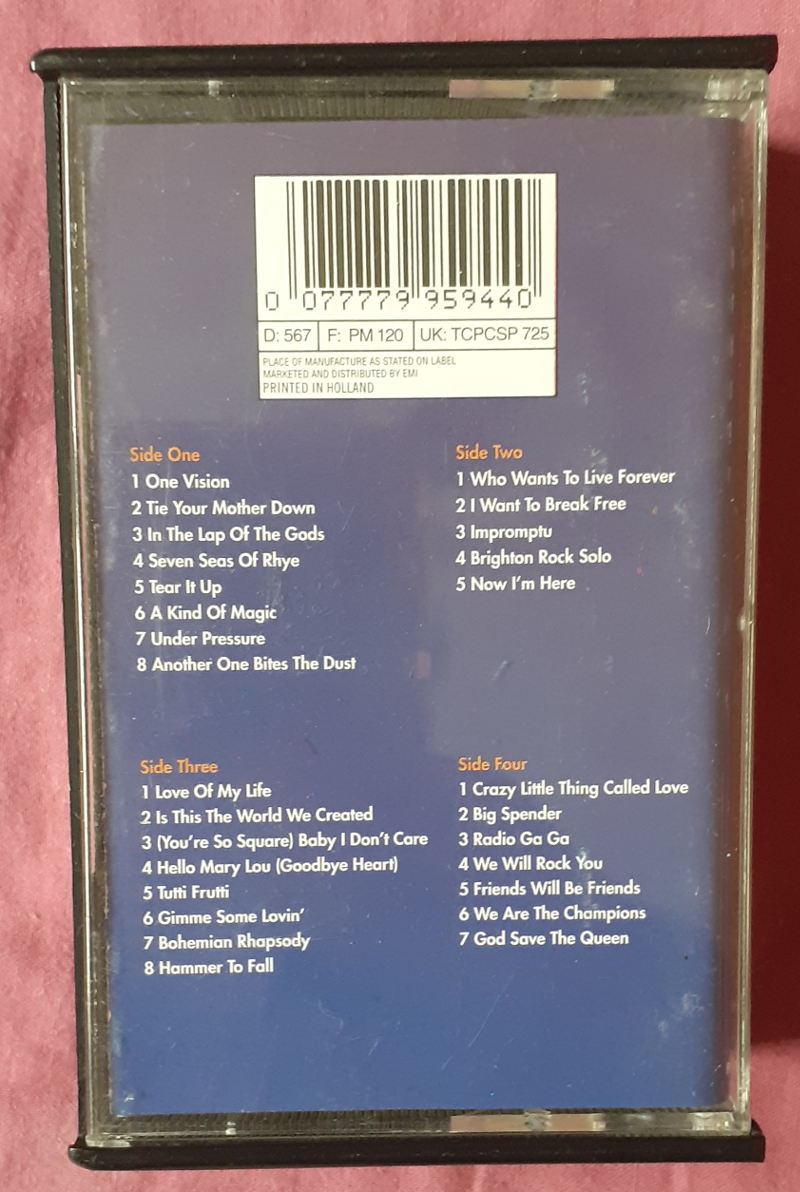 0 077779 959440
D: 567 F: PM 120 UK: TCPCSP 725
PLACE OF MANUFACTURE AS STATED ON LABEL
MARKETED AND DISTRIBUTED BY EMI
PRINTED IN HOLLAND
Side One
1 One Vision
2 Tie Your Mother Down
3 In The Lap Of The Gods
4 Seven Seas Of Rhye
5 Tear It Up
6 A Kind Of Magic
7 Under Pressure
8 Another One Bites The Dust
Side Two
1 Who Wants To Live Forever
2 I Want To Break Free
3 Impromptu
4 Brighton Rock Solo
5 Now I'm Here
Side Three
1 Love Of My Life
2 Is This The World We Created
3 (You're So Square) Baby I Don't Care
4 Hello Mary Lou (Goodbye Heart)
5 Tutti Frutti
6 Gimme Some Lovin'
7 Bohemian Rhapsody
8 Hammer To Fall
Side Four
1 Crazy Little Thing Called Love
2 Big Spender
3 Radio Ga Ga
4 We Will Rock You
5 Friends Will Be Friends
6 We Are The Champions
7 God Save The Queen